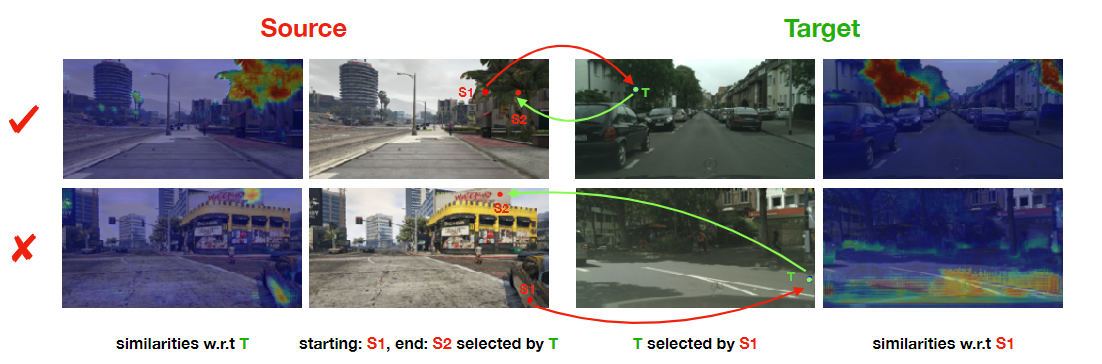 Source
Target
S1
S2
T
S2
S1
T
similarities w.r.t T
starting: S1, end: S2 selected by T
T selected by S1
similarities w.r.t S1